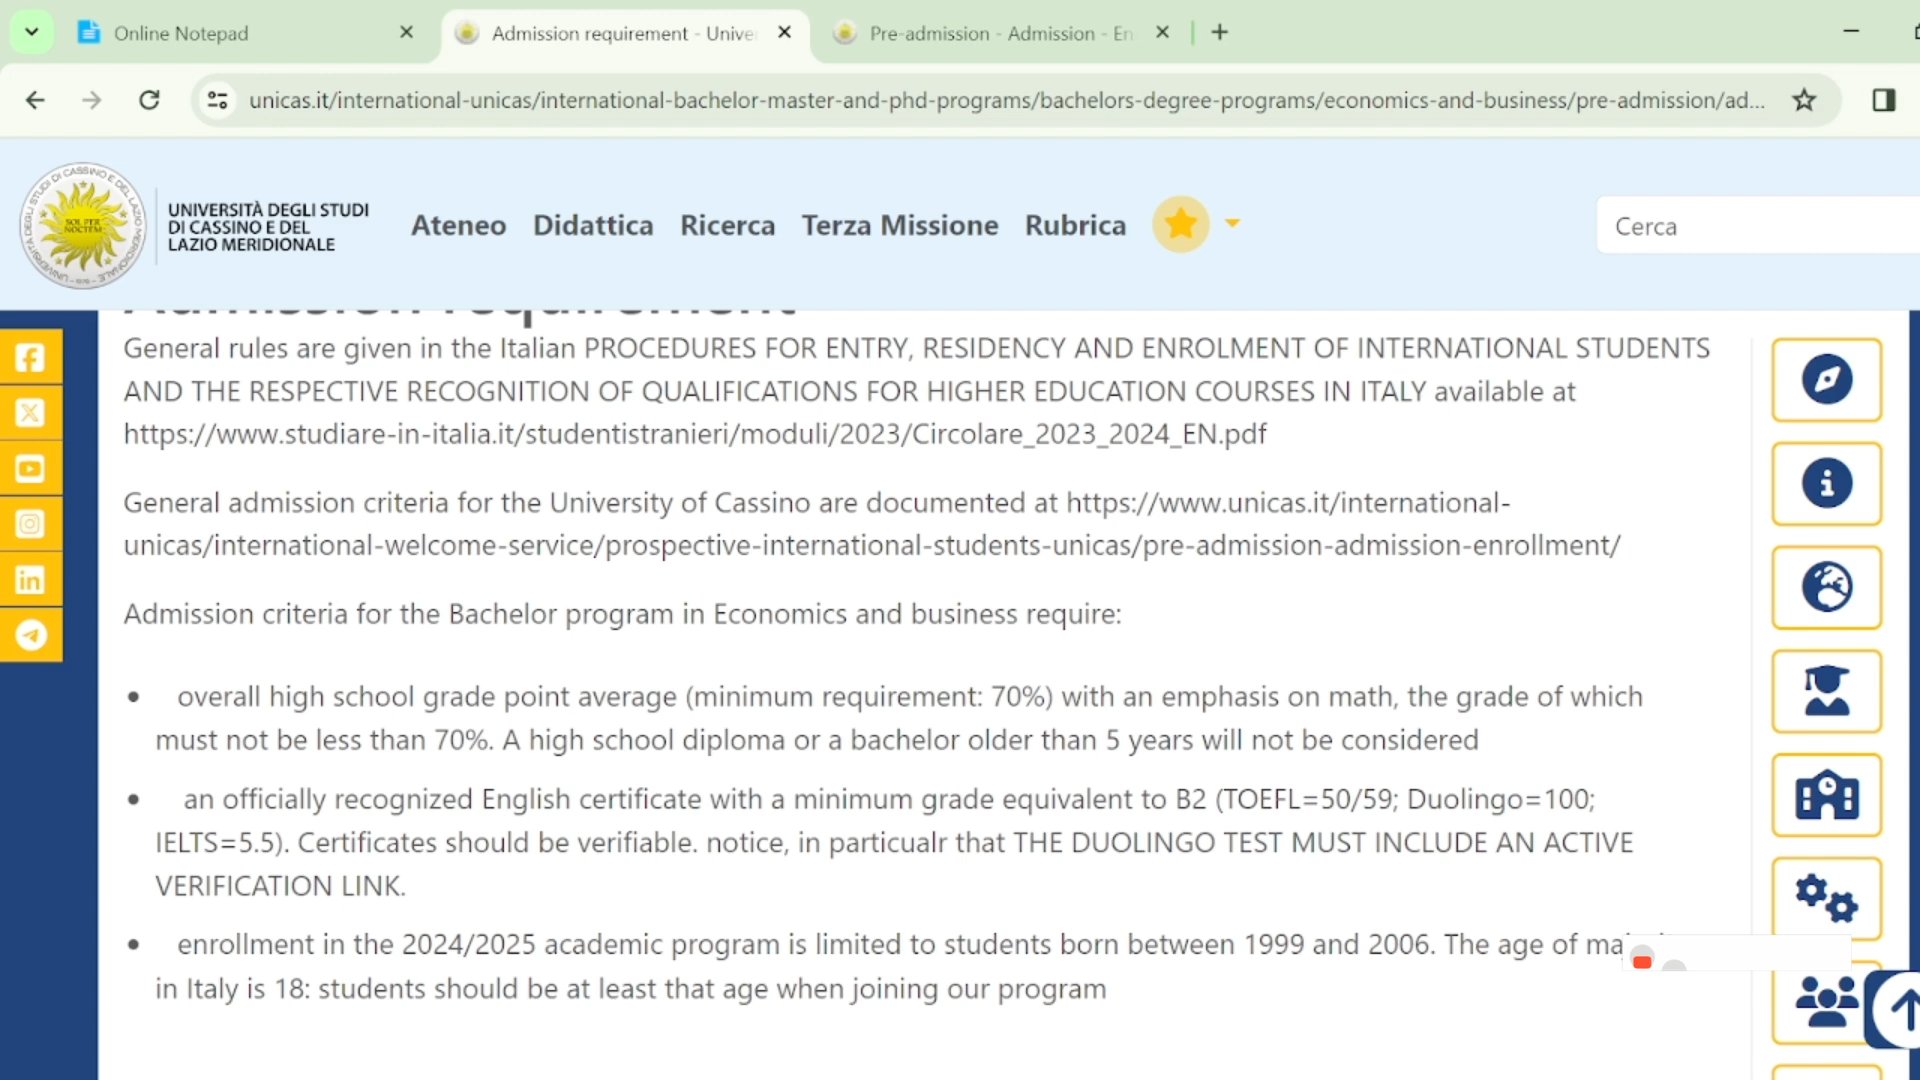 Online Notepad
Admission requirement - Unive
Pre-admission - Admission - En
unicas.it/international-unicas/international-bachelor-master-and-phd-programs/bachelors-degree-programs/economics-and-business/pre-admission/ad...
UNIVERSITÀ DEGLI STUDI
DI CASSINO E DEL
LAZIO MERIDIONALE
SOL PER
NOCTEM
Ateneo Didattica Ricerca Terza Missione Rubrica
Cerca
Admission requirement
General rules are given in the Italian PROCEDURES FOR ENTRY, RESIDENCY AND ENROLMENT OF INTERNATIONAL STUDENTS
AND THE RESPECTIVE RECOGNITION OF QUALIFICATIONS FOR HIGHER EDUCATION COURSES IN ITALY available at
https://www.studiare-in-italia.it/studentistranieri/moduli/2023/Circolare_2023_2024_EN.pdf
General admission criteria for the University of Cassino are documented at https://www.unicas.it/international-
unicas/international-welcome-service/prospective-international-students-unicas/pre-admission-admission-enrollment/
Admission criteria for the Bachelor program in Economics and business require:
• overall high school grade point average (minimum requirement: 70%) with an emphasis on math, the grade of which
must not be less than 70%. A high school diploma or a bachelor older than 5 years will not be considered
• an officially recognized English certificate with a minimum grade equivalent to B2 (TOEFL=50/59; Duolingo=100;
IELTS=5.5). Certificates should be verifiable. notice, in particualr that THE DUOLINGO TEST MUST INCLUDE AN ACTIVE
VERIFICATION LINK.
• enrollment in the 2024/2025 academic program is limited to students born between 1999 and 2006. The age of
in Italy is 18: students should be at least that age when joining our program